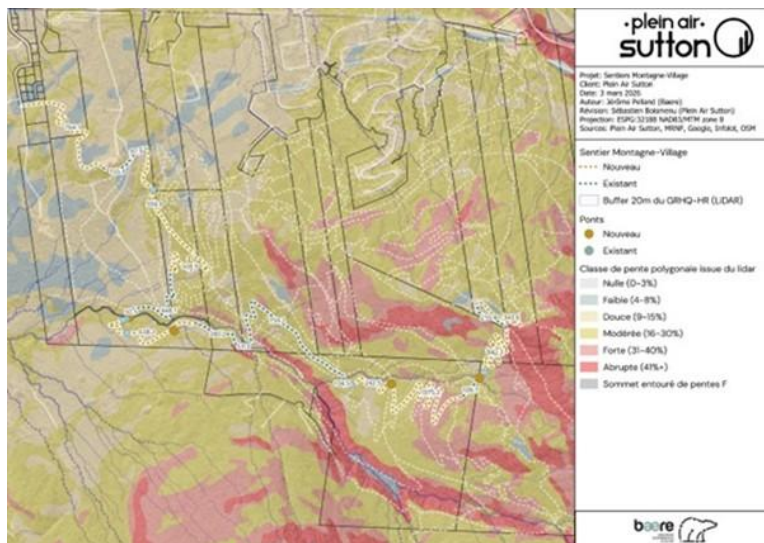 ·plein air·
sutton
Projet: Sentiers Montagne-Village
Client: Plein Air Sutton
Date: 3 mars 2026
Auteur: Jérôme Pelland (Baere)
Révision: Sébastien Boismenu (Plein Air Sutton)
Projection: ESPG:32188 NAD83/MTM zone 8
Sources: Plein Air Sutton, MRNF, Google, Infolot, OSM
Sentier Montagne-Village
Nouveau
Existant
Buffer 20m du GRHQ-HR (LiDAR)
Ponts
Nouveau
Existant
Classe de pente polygonale issue du lidar
Nulle (0-3%)
Faible (4-8%)
Douce (9-15%)
Modérée (16-30%)
Forte (31-40%)
Abrupte (41%+)
Sommet entouré de pentes F
baere